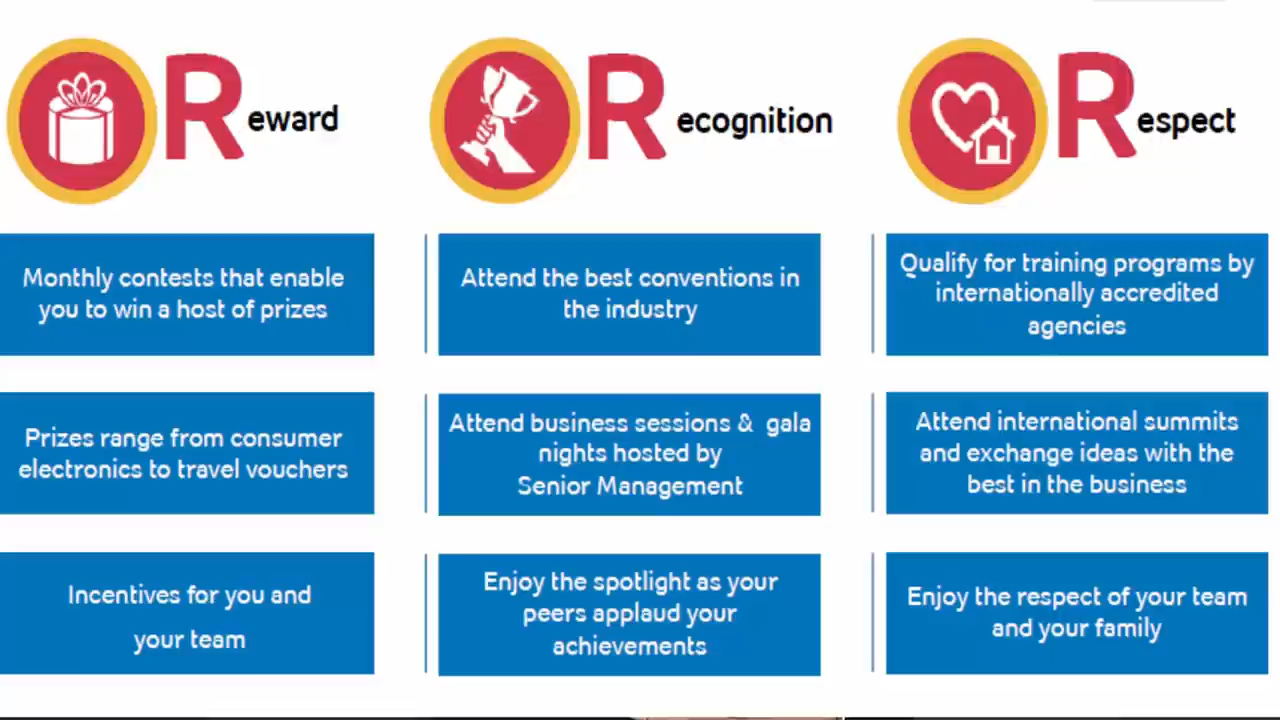 Reward
Recognition
Respect
Monthly contests that enable
you to win a host of prizes
Attend the best conventions in
the industry
Qualify for training programs by
internationally accredited
agencies
Prizes range from consumer
electronics to travel vouchers
Attend business sessions & gala
nights hosted by
Senior Management
Attend international summits
and exchange ideas with the
best in the business
Incentives for you and
your team
Enjoy the spotlight as your
peers applaud your
achievements
Enjoy the respect of your team
and your family